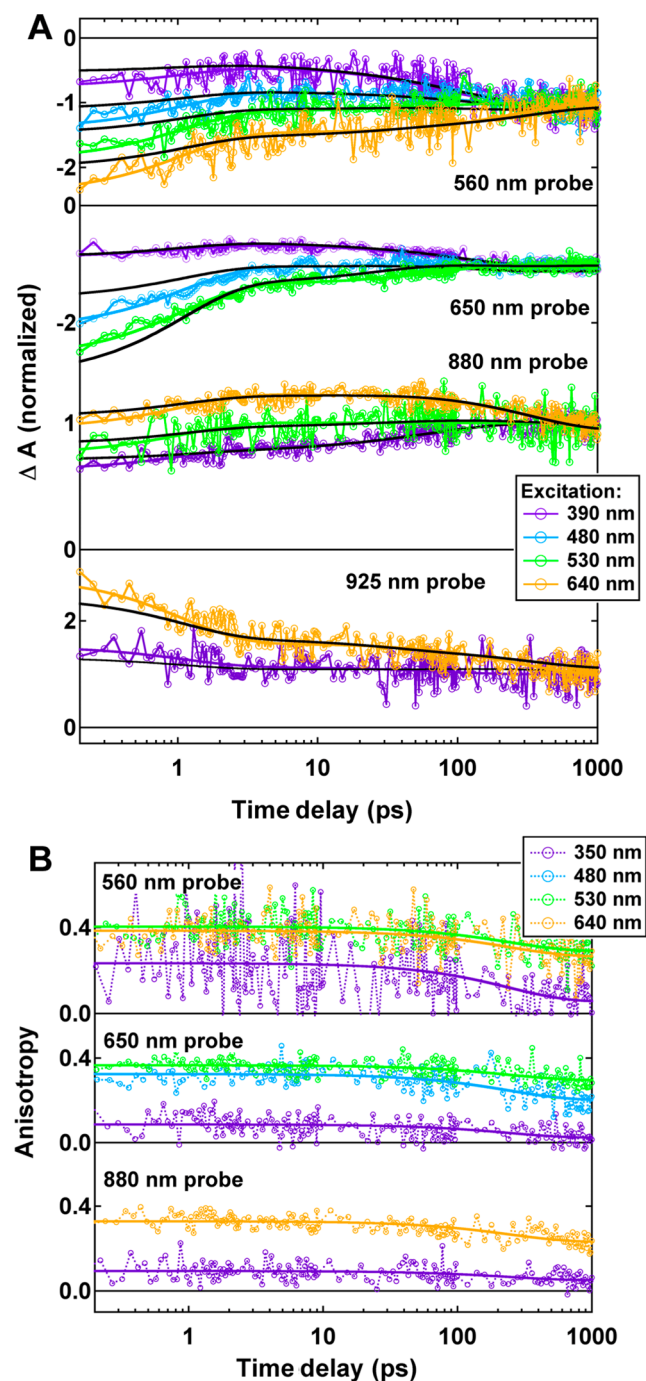 A
0
-1
-2
560 nm probe
0
-2
650 nm probe
880 nm probe
1
0
Δ A (normalized)
Excitation:
390 nm
480 nm
530 nm
640 nm
925 nm probe
2
1
0
1
10
100
1000
Time delay (ps)
B
350 nm
480 nm
530 nm
640 nm
560 nm probe
0.4
0.0
650 nm probe
0.4
0.0
Anisotropy
880 nm probe
0.4
0.0
1
10
100
1000
Time delay (ps)